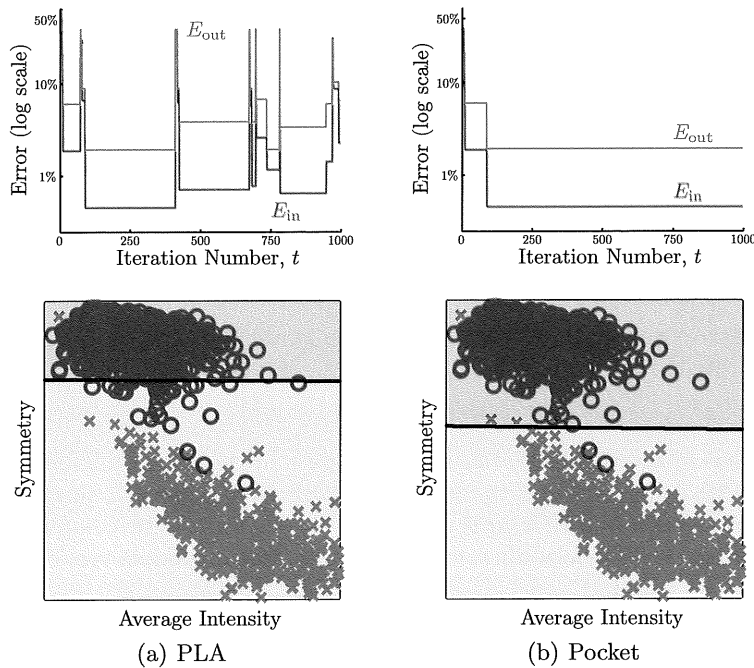 50%
10%
1%
Error (log scale)
E_out
E_in
0 250 500 750 1000
Iteration Number, t
50%
10%
1%
Error (log scale)
E_out
E_in
0 250 500 750 1000
Iteration Number, t
Symmetry
Average Intensity
(a) PLA
Symmetry
Average Intensity
(b) Pocket